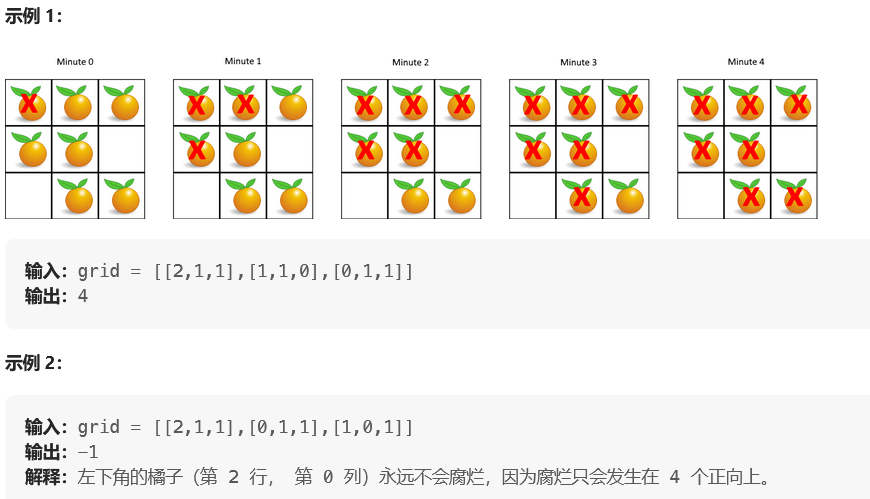 示例 1：
Minute 0 Minute 1 Minute 2 Minute 3 Minute 4
X X X X X X X X X X X X X X X X X X X X X X X
输入：grid = [[2,1,1],[1,1,0],[0,1,1]]
输出：4
示例 2：
输入：grid = [[2,1,1],[0,1,1],[1,0,1]]
输出：-1
解释：左下角的橘子（第 2 行， 第 0 列）永远不会腐烂，因为腐烂只会发生在 4 个正向上。